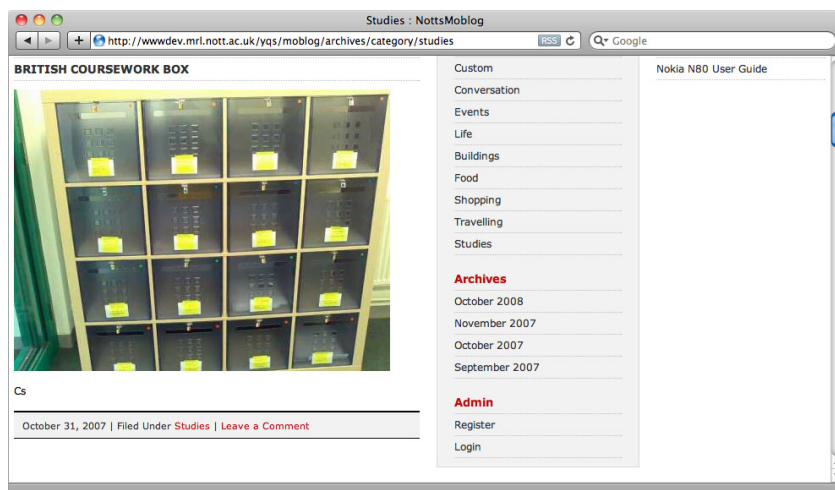 Studies : NottsMoblog
http://wwwdev.mrl.nott.ac.uk/yqs/moblog/archives/category/studies
RSS
Google
BRITISH COURSEWORK BOX
Cs
October 31, 2007 | Filed Under Studies | Leave a Comment
Custom
Conversation
Events
Life
Buildings
Food
Shopping
Travelling
Studies
Archives
October 2008
November 2007
October 2007
September 2007
Admin
Register
Login
Nokia N80 User Guide